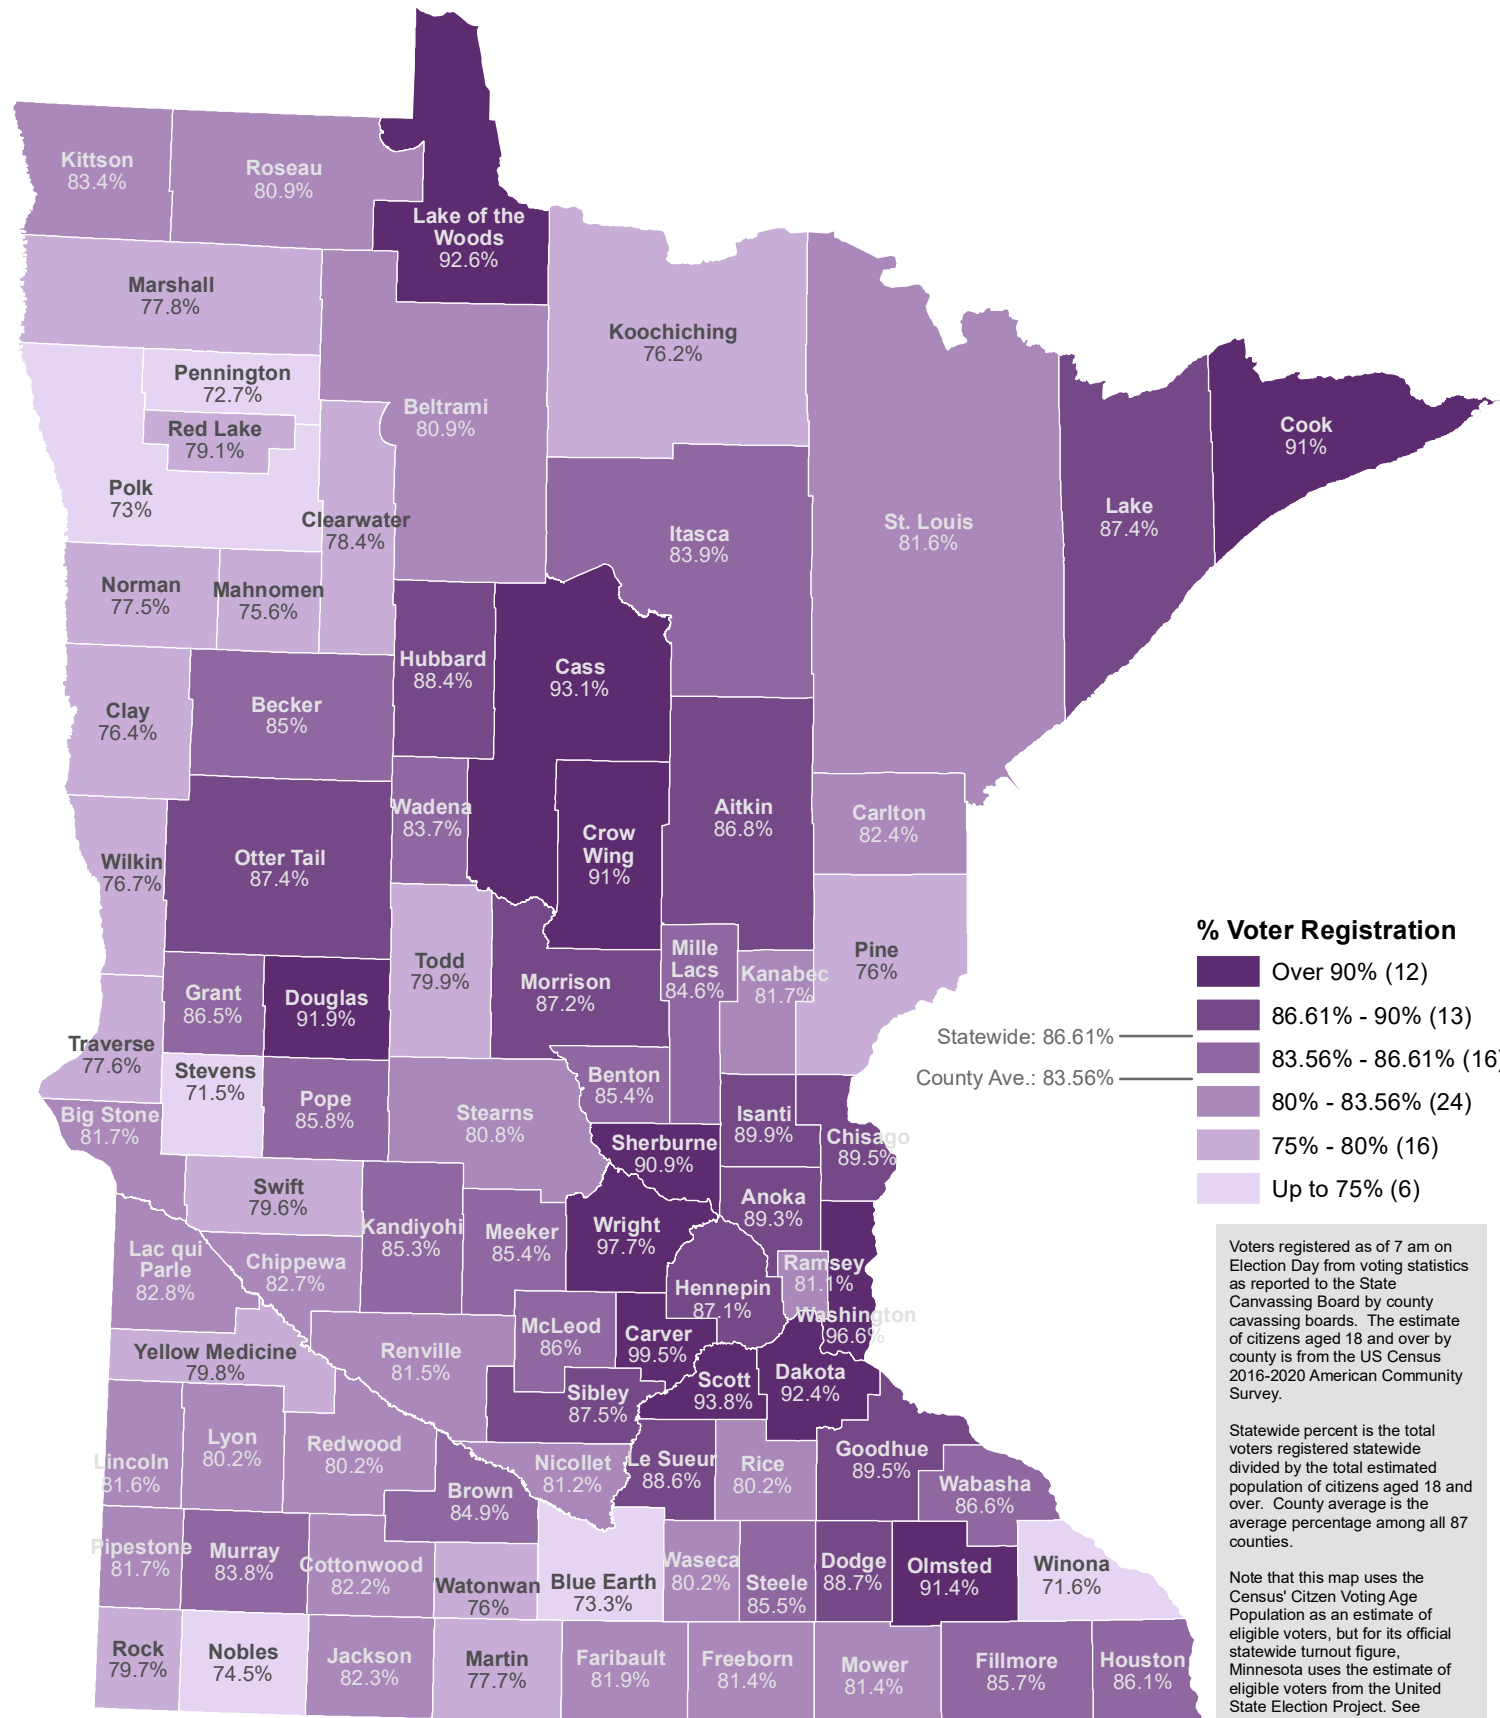 Kittson
83.4%
Roseau
80.9%
Lake of the
Woods
92.6%
Marshall
77.8%
Koochiching
76.2%
Pennington
72.7%
Beltrami
80.9%
Red Lake
79.1%
Cook
91%
Polk
73%
Clearwater
78.4%
Itasca
83.9%
St. Louis
81.6%
Lake
87.4%
Norman
77.5%
Mahnomen
75.6%
Hubbard
88.4%
Cass
93.1%
Clay
76.4%
Becker
85%
Wadena
83.7%
Crow
Wing
91%
Aitkin
86.8%
Carlton
82.4%
Wilkin
76.7%
Otter Tail
87.4%
Todd
79.9%
Morrison
87.2%
Mille
Lacs
84.6%
Kanabec
81.7%
Pine
76%
Grant
86.5%
Douglas
91.9%
Traverse
77.6%
Stevens
71.5%
Pope
85.8%
Stearns
80.8%
Benton
85.4%
Isanti
89.9%
Chisago
89.5%
Big Stone
81.7%
Sherburne
90.9%
Swift
79.6%
Kandiyohi
85.3%
Meeker
85.4%
Wright
97.7%
Anoka
89.3%
Lac qui
Parle
82.8%
Chippewa
82.7%
Hennepin
87.1%
Ramsey
81.1%
Washington
96.6%
Yellow Medicine
79.8%
Renville
81.5%
McLeod
86%
Carver
99.5%
Scott
93.8%
Dakota
92.4%
Sibley
87.5%
Lincoln
81.6%
Lyon
80.2%
Redwood
80.2%
Brown
84.9%
Nicollet
81.2%
Le Sueur
88.6%
Rice
80.2%
Goodhue
89.5%
Wabasha
86.6%
Pipestone
81.7%
Murray
83.8%
Cottonwood
82.2%
Watonwan
76%
Blue Earth
73.3%
Waseca
80.2%
Steele
85.5%
Dodge
88.7%
Olmsted
91.4%
Winona
71.6%
Rock
79.7%
Nobles
74.5%
Jackson
82.3%
Martin
77.7%
Faribault
81.9%
Freeborn
81.4%
Mower
81.4%
Fillmore
85.7%
Houston
86.1%
% Voter Registration
Over 90% (12)
86.61% - 90% (13)
83.56% - 86.61% (16)
80% - 83.56% (24)
75% - 80% (16)
Up to 75% (6)
Statewide: 86.61%
County Ave.: 83.56%
Voters registered as of 7 am on
Election Day from voting statistics
as reported to the State
Canvassing Board by county
cavassing boards. The estimate
of citizens aged 18 and over by
county is from the US Census
2016-2020 American Community
Survey.
Statewide percent is the total
voters registered statewide
divided by the total estimated
population of citizens aged 18 and
over. County average is the
average percentage among all 87
counties.
Note that this map uses the
Census' Citzen Voting Age
Population as an estimate of
eligible voters, but for its official
statewide turnout figure,
Minnesota uses the estimate of
eligible voters from the United
State Election Project. See